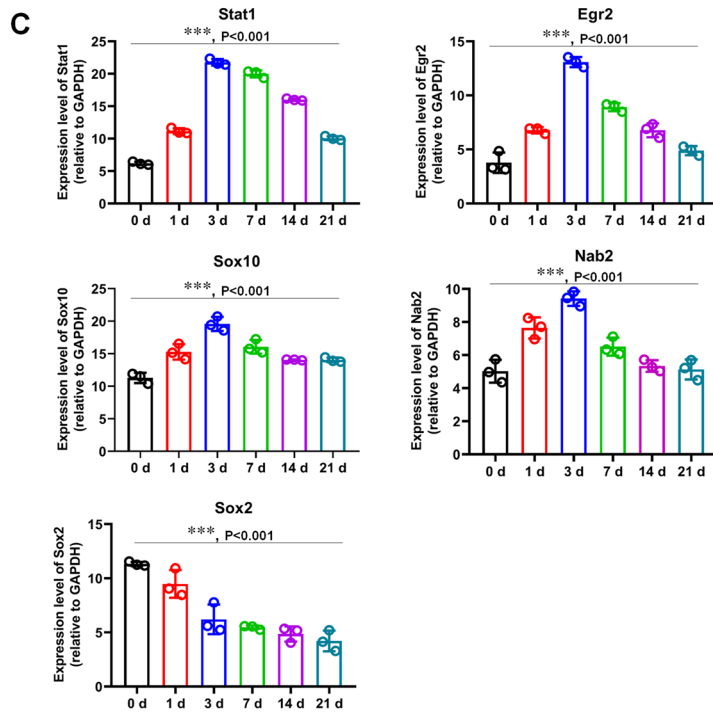 C
Stat1
***, P<0.001
Expression level of Stat1
(relative to GAPDH)
25
20
15
10
5
0
0 d 1 d 3 d 7 d 14 d 21 d
Egr2
***, P<0.001
Expression level of Egr2
(relative to GAPDH)
15
10
5
0
0 d 1 d 3 d 7 d 14 d 21 d
Sox10
***, P<0.001
Expression level of Sox10
(relative to GAPDH)
25
20
15
10
5
0
0 d 1 d 3 d 7 d 14 d 21 d
Nab2
***, P<0.001
Expression level of Nab2
(relative to GAPDH)
10
8
6
4
2
0
0 d 1 d 3 d 7 d 14 d 21 d
Sox2
***, P<0.001
Expression level of Sox2
(relative to GAPDH)
15
10
5
0
0 d 1 d 3 d 7 d 14 d 21 d